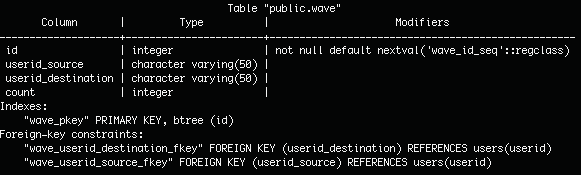 Table "public.wave"
Column | Type | Modifiers
--------------------+-----------------------+---------------------------------------------------
id | integer | not null default nextval('wave_id_seq'::regclass)
userid_source | character varying(50) |
userid_destination | character varying(50) |
count | integer |
Indexes:
"wave_pkey" PRIMARY KEY, btree (id)
Foreign-key constraints:
"wave_userid_destination_fkey" FOREIGN KEY (userid_destination) REFERENCES users(userid)
"wave_userid_source_fkey" FOREIGN KEY (userid_source) REFERENCES users(userid)